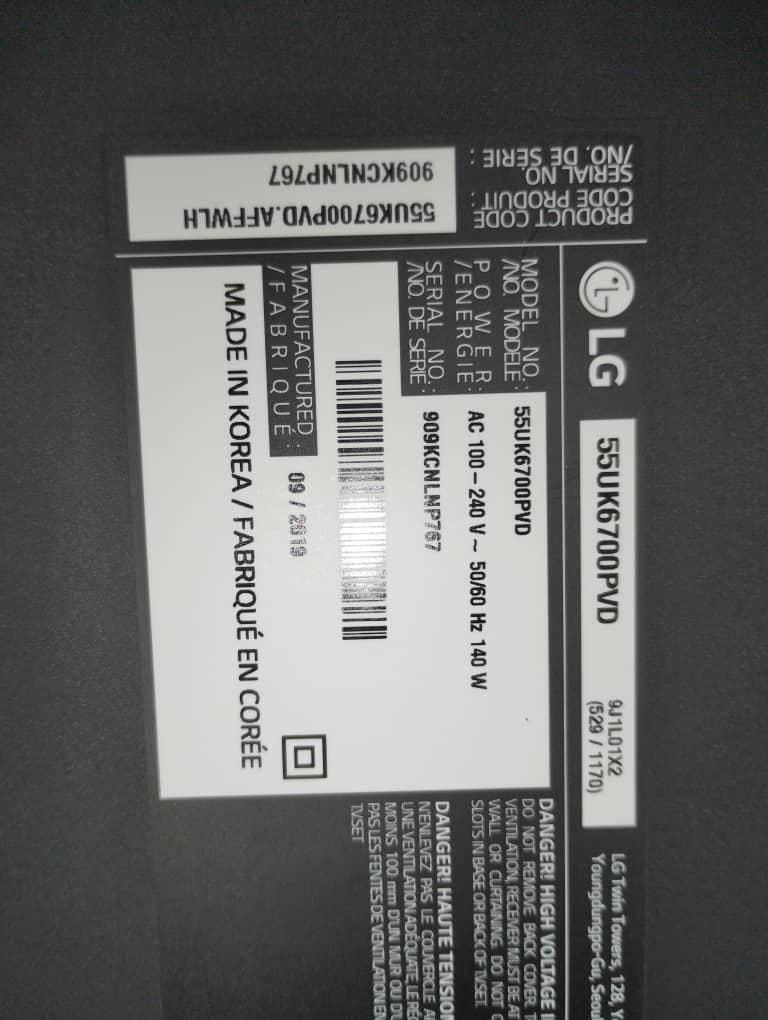 PRODUCT CODE
CODE PRODUIT :
55UK6700PVD.AFFWLH
SERIAL NO.
/NO. DE SERIE :
909KCNLNP767
LG
55UK6700PVD
9J1L01X2
(529 / 1170)
LG Twin Towers, 128,
Youngdungpo-Gu, Seoul
MODEL NO.
/NO. MODELE :
55UK6700PVD
POWER
/ENERGIE :
AC 100–240 V ~ 50/60 Hz 140 W
SERIAL NO.
/NO. DE SERIE :
909KCNLNP767
MANUFACTURED
/FABRIQUÉ :
09 / 2019
MADE IN KOREA / FABRIQUÉ EN CORÉE
DANGER! HIGH VOLTAGE
DO NOT REMOVE BACK COVER.
VENTILATION, RECEIVER MUST BE
WALL OR CURTAINING. DO NOT
SLOTS IN BASE OR BACK OF TVSET.
DANGER! HAUTE TENSION
N'ENLEVEZ PAS LE COUVERCLE
UNE VENTILATION ADÉQUATE, LE
MOINS 100 mm D'UN MUR OU
PAS LES FENTES DE VENTILATION
TVSET